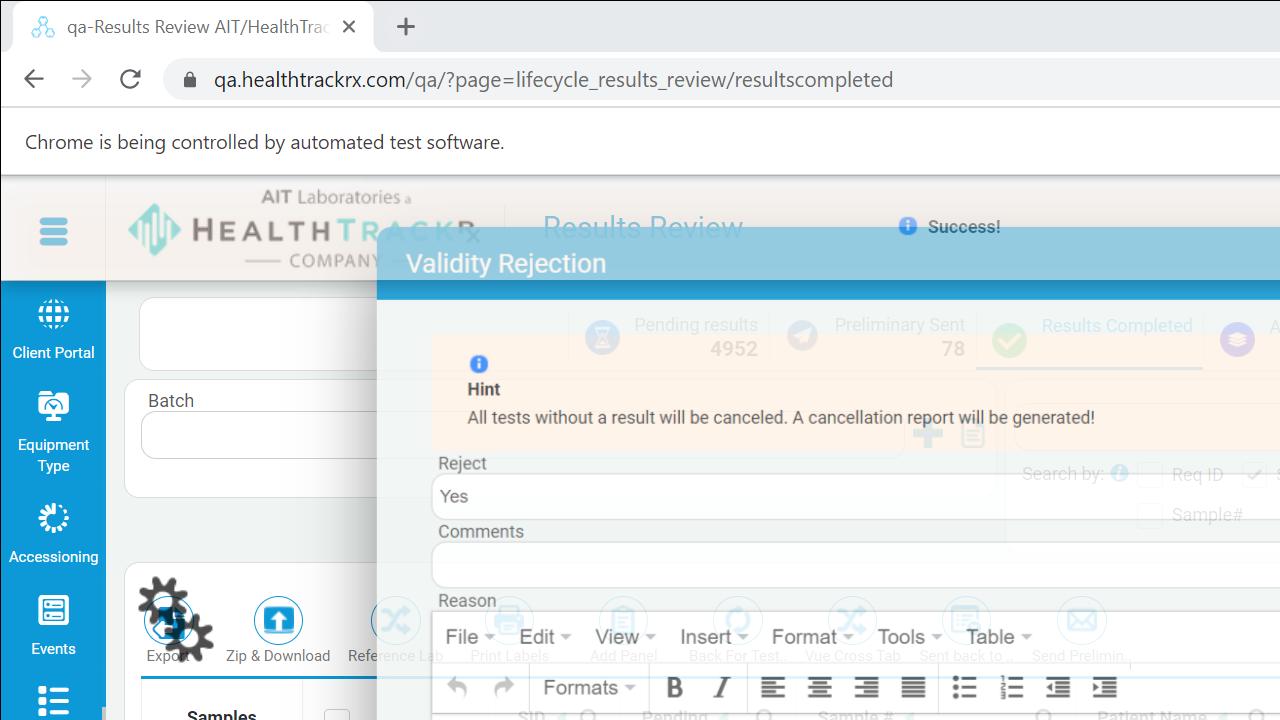 qa-Results Review AIT/HealthTrac
qa.healthtrackrx.com/qa/?page=lifecycle_results_review/resultscompleted
Chrome is being controlled by automated test software.
AIT Laboratories a
HEALTHTRACKRx
COMPANY
Results Review
Success!
Validity Rejection
Client Portal
Pending results
4952
Preliminary Sent
78
Results Completed
Hint
All tests without a result will be canceled. A cancellation report will be generated!
Batch
Equipment
Type
Reject
Search by:
Req ID
Yes
Sample#
Comments
Accessioning
Reason
Events
File Edit View Insert Format Tools Table
Export
Zip & Download
Reference Lab
Print Labels
Add Panel
Back For Test..
Vue Cross Tab
Sent back to ..
Send Prelimin..
Formats B I
Samples
SID
Pending
Sample #
Patient Name